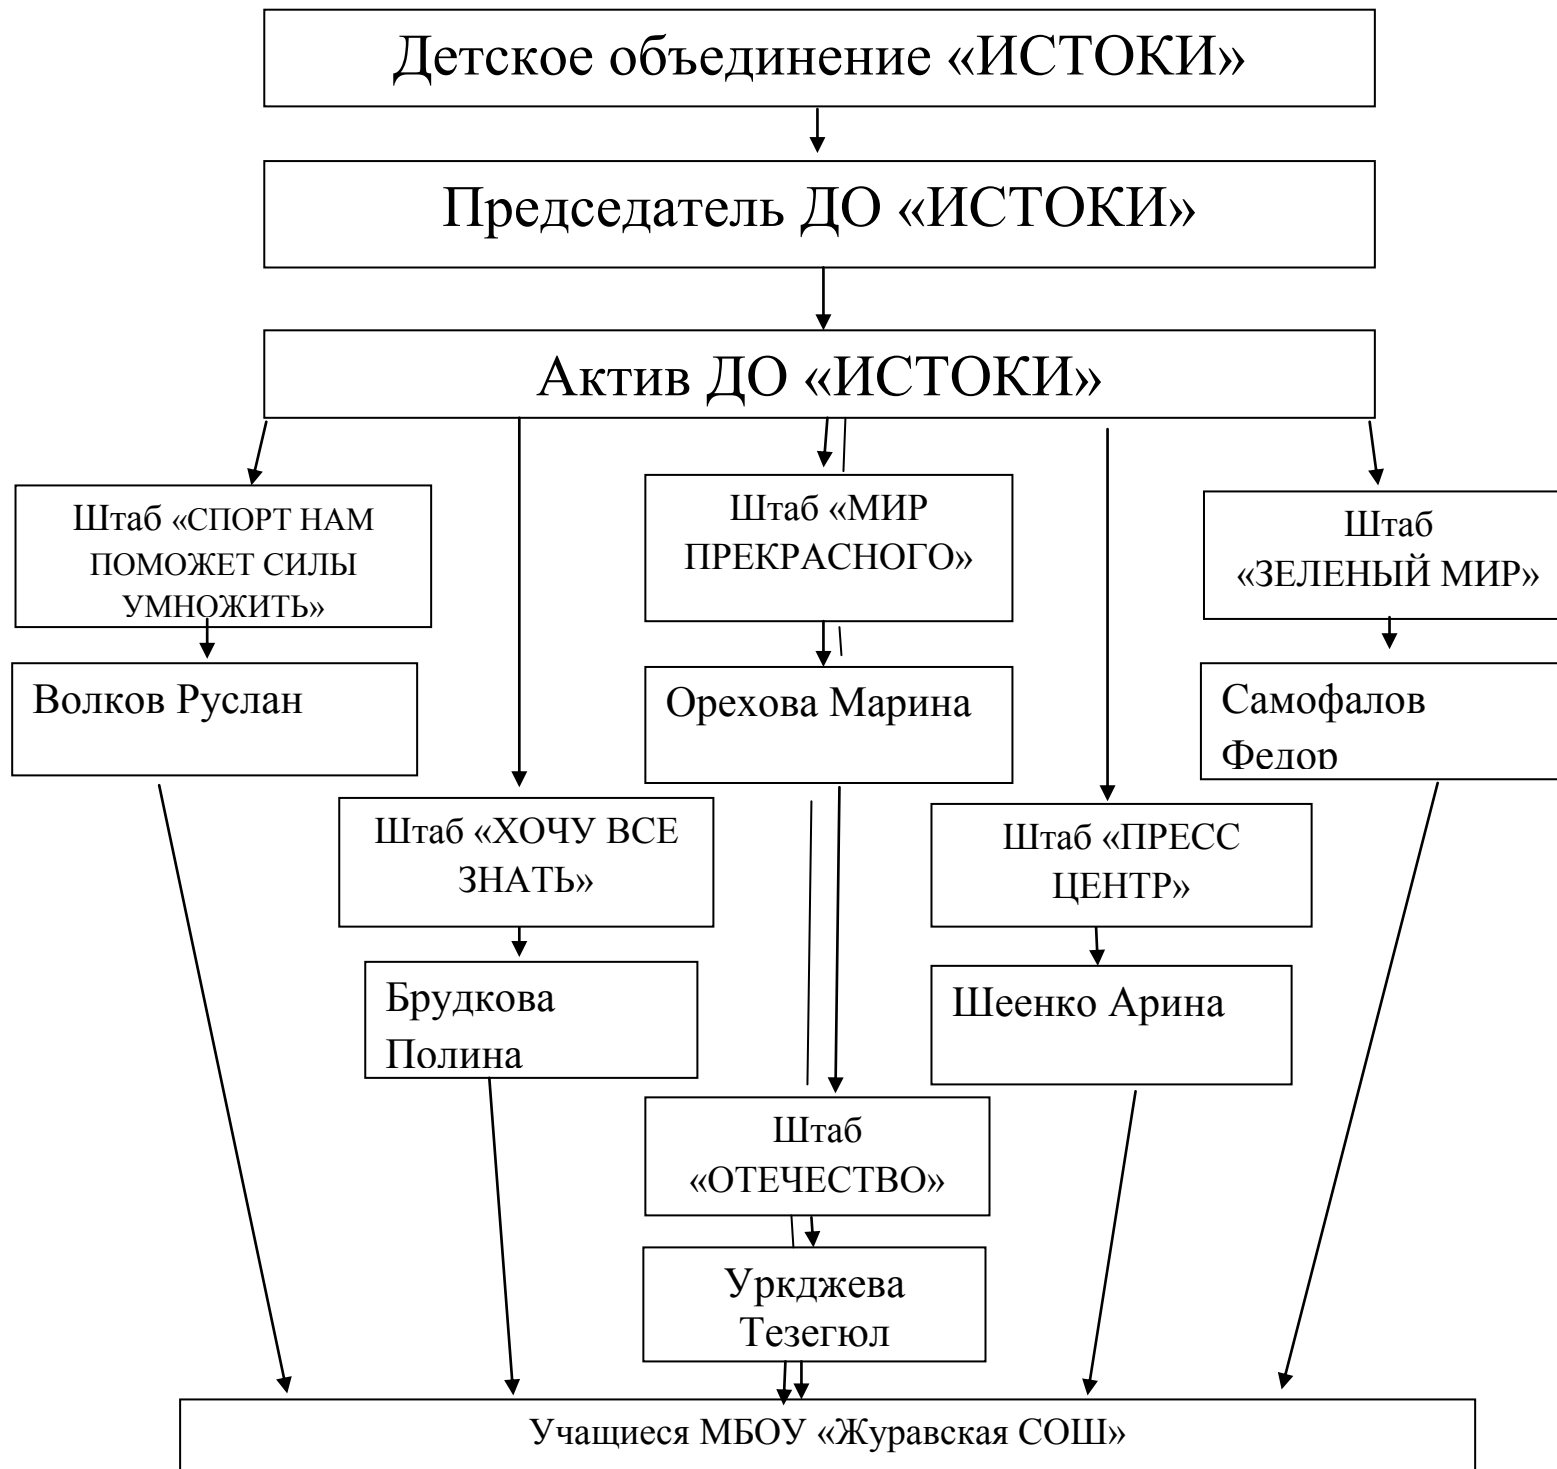 Детское объединение «ИСТОКИ»
Председатель ДО «ИСТОКИ»
Актив ДО «ИСТОКИ»
Штаб «СПОРТ НАМ
ПОМОЖЕТ СИЛЫ
УМНОЖИТЬ»
Штаб «МИР
ПРЕКРАСНОГО»
Штаб
«ЗЕЛЕНЫЙ МИР»
Волков Руслан
Орехова Марина
Самофалов
Федор
Штаб «ХОЧУ ВСЕ
ЗНАТЬ»
Штаб «ПРЕСС
ЦЕНТР»
Брудкова
Полина
Шеенко Арина
Штаб
«ОТЕЧЕСТВО»
Уркджева
Тезегюл
Учащиеся МБОУ «Журавская СОШ»